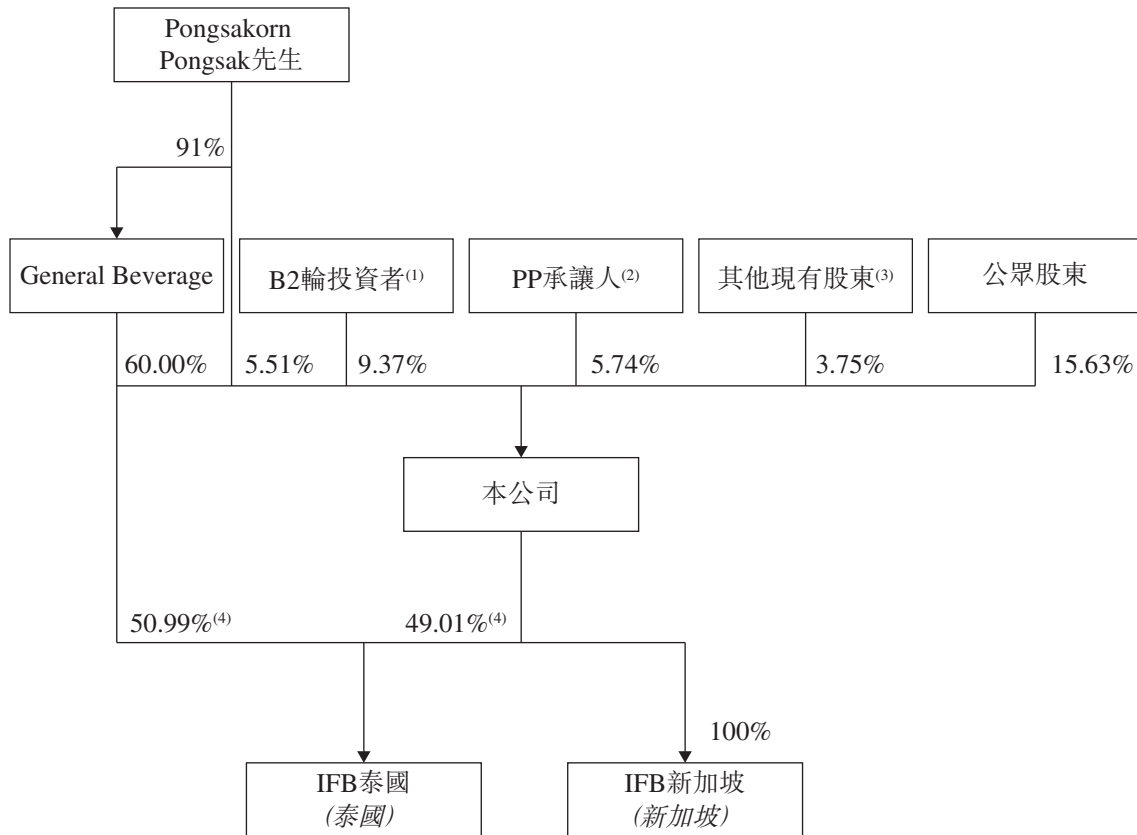 Pongsakorn
Pongsak先生
91%
General Beverage
B2輪投資者(1)
PP承讓人(2)
其他現有股東(3)
公眾股東
60.00%
5.51%
9.37%
5.74%
3.75%
15.63%
本公司
50.99%(4)
49.01%(4)
100%
IFB泰國
(泰國)
IFB新加坡
(新加坡)